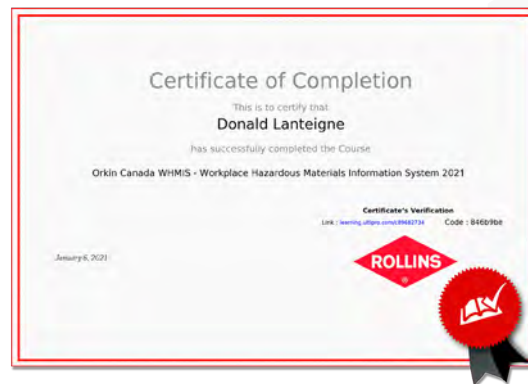 Certificate of Completion
This is to certify that
Donald Lanteigne
has successfully completed the Course
Orkin Canada WHMIS - Workplace Hazardous Materials Information System 2021
Certificate's Verification
Link : Code : 846b9be
January 6, 2021
ROLLINS
®